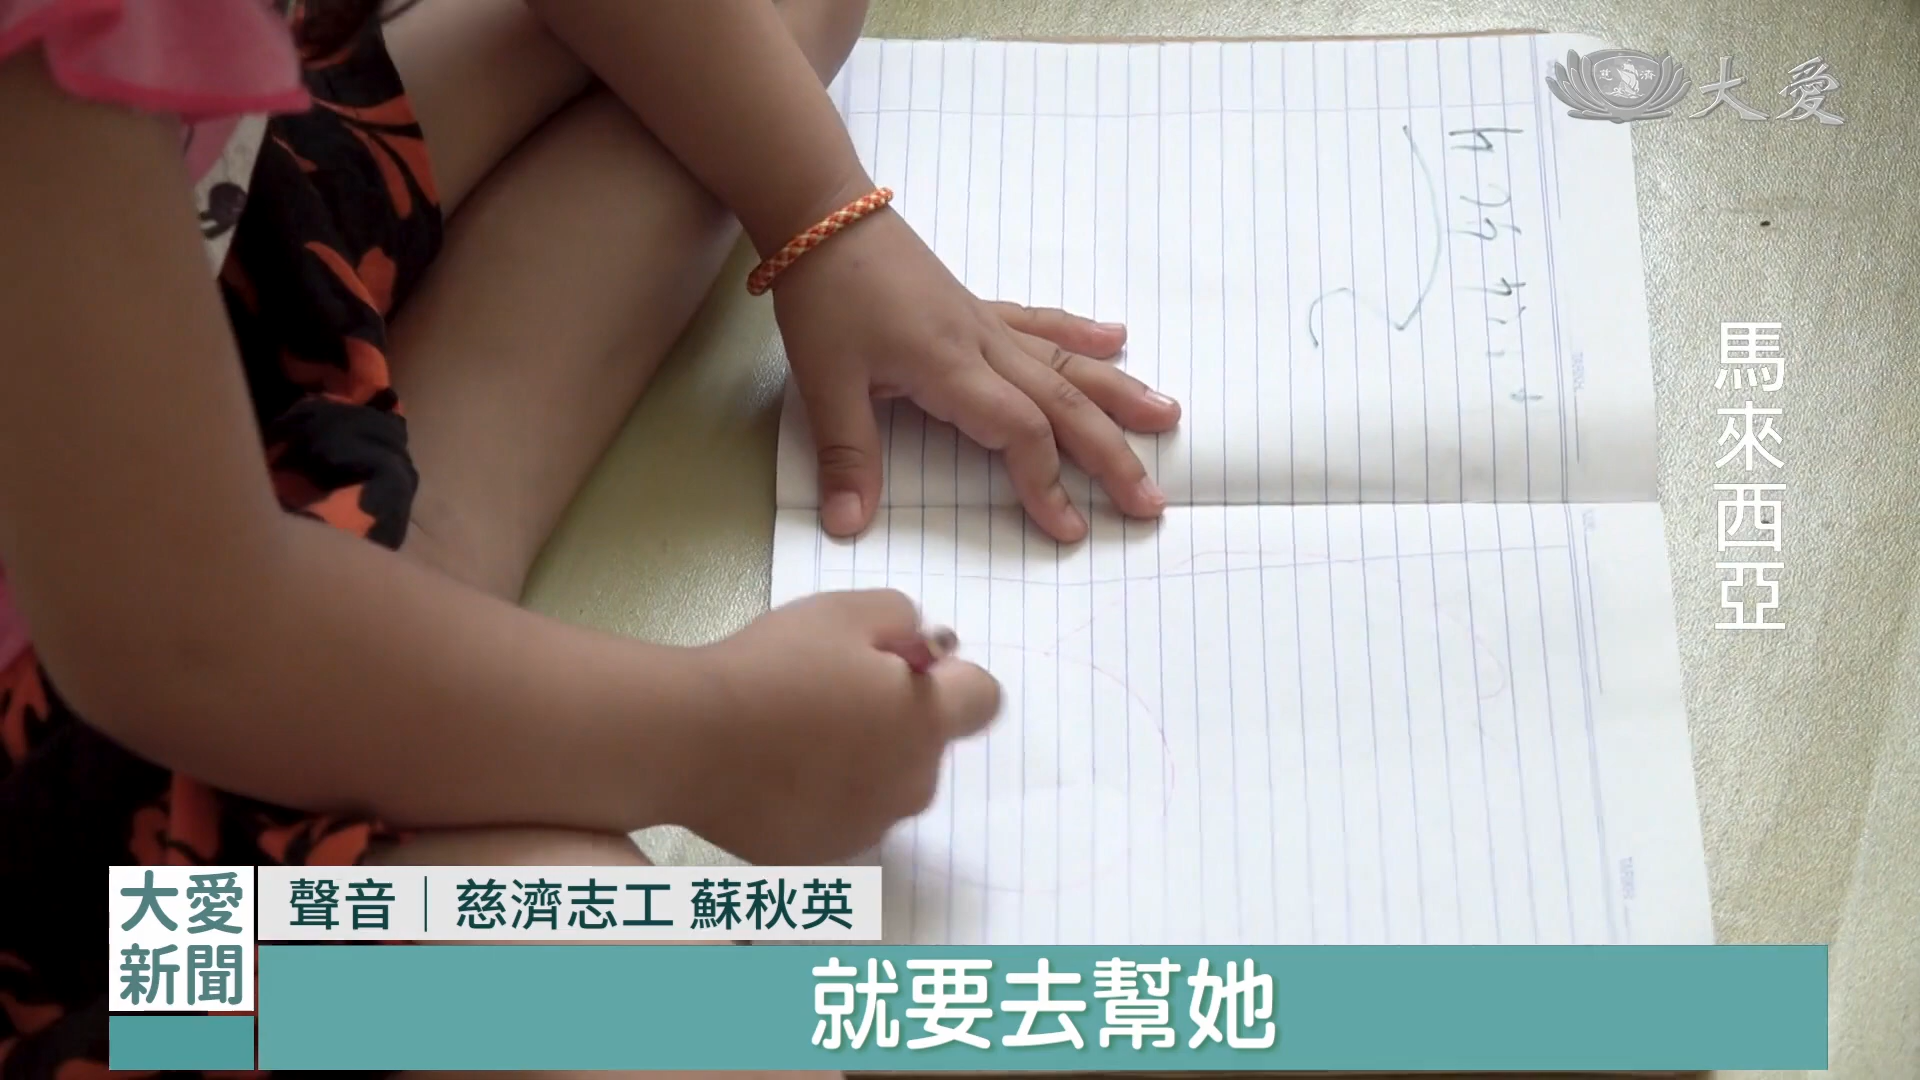 大愛
馬來西亞
大愛
新聞
聲音｜慈濟志工 蘇秋英
就要去幫她